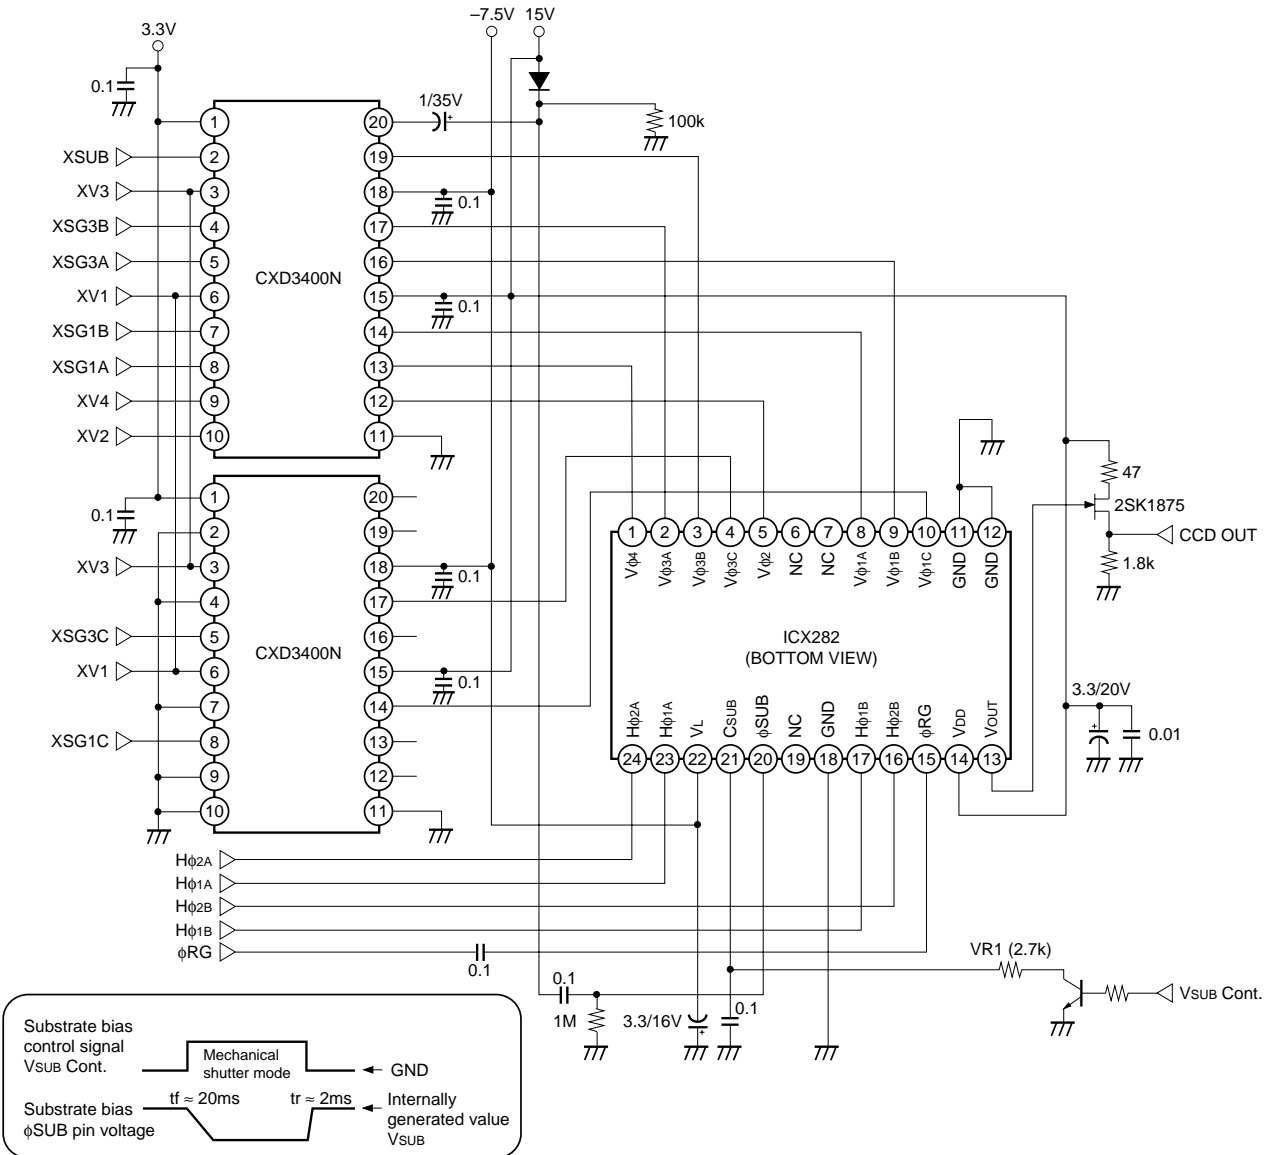 –7.5V 15V
3.3V
0.1
1/35V
100k
1 20
XSUB 2 19
XV3 3 18 0.1
XSG3B 4 17
XSG3A 5 16
CXD3400N
XV1 6 15 0.1
XSG1B 7 14
XSG1A 8 13
XV4 9 12
XV2 10 11
0.1
1 20
2 19
XV3 3 18 0.1
4 17
XSG3C 5 16
CXD3400N
XV1 6 15 0.1
7 14
XSG1C 8 13
9 12
10 11
47
2SK1875
CCD OUT
1.8k
1 2 3 4 5 6 7 8 9 10 11 12
Vϕ4 Vϕ3A Vϕ3B Vϕ3C Vϕ2 NC NC Vϕ1A Vϕ1B Vϕ1C GND GND
ICX282
(BOTTOM VIEW)
Hϕ2A Hϕ1A VL CSUB ϕSUB NC GND Hϕ1B Hϕ2B ϕRG VDD VOUT
24 23 22 21 20 19 18 17 16 15 14 13
3.3/20V
0.01
Hϕ2A
Hϕ1A
Hϕ2B
Hϕ1B
ϕRG
0.1
VR1 (2.7k)
VSUB Cont.
0.1
1M
3.3/16V
0.1
Substrate bias
control signal
VSUB Cont.
Mechanical
shutter mode
GND
tf ≈ 20ms tr ≈ 2ms
Substrate bias
ϕSUB pin voltage
Internally
generated value
VSUB